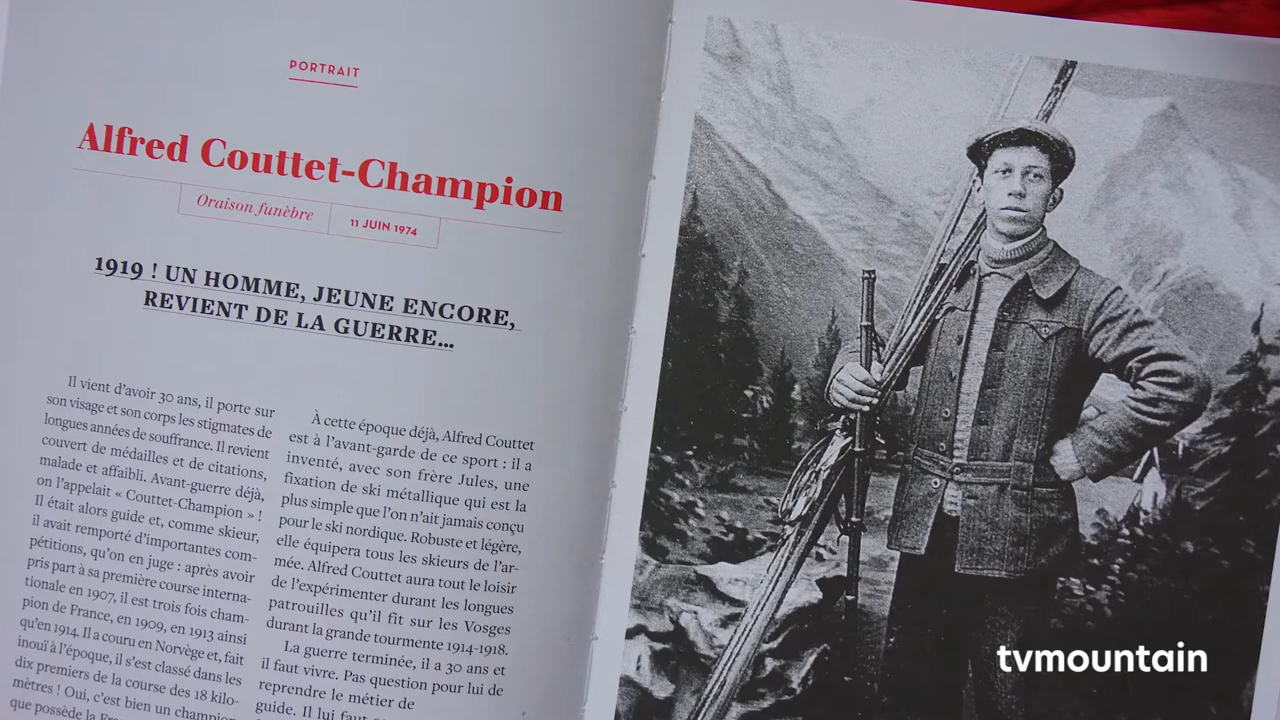 PORTRAIT
Alfred Couttet-Champion
Oraison funèbre
11 JUIN 1974
1919 ! UN HOMME, JEUNE ENCORE,
REVIENT DE LA GUERRE...
Il vient d'avoir 30 ans, il porte sur
son visage et son corps les stigmates de
longues années de souffrance. Il revient
couvert de médailles et de citations,
malade et affaibli. Avant-guerre déjà,
on l'appelait « Couttet-Champion » !
Il était alors guide et, comme skieur,
il avait remporté d'importantes com-
pétitions, qu'on en juge : après avoir
pris part à sa première course interna-
tionale en 1907, il est trois fois cham-
pion de France, en 1909, en 1913 ainsi
qu'en 1914. Il a couru en Norvège et, fait
inouï à l'époque, il s'est classé dans les
dix premiers de la course des 18 kilo-
mètres ! Oui, c'est bien un champion
que possède la
À cette époque déjà, Alfred Couttet
est à l'avant-garde de ce sport : il a
inventé, avec son frère Jules, une
fixation de ski métallique qui est la
plus simple que l'on n'ait jamais conçu
pour le ski nordique. Robuste et légère,
elle équipera tous les skieurs de l'ar-
mée. Alfred Couttet aura tout le loisir
de l'expérimenter durant les longues
patrouilles qu'il fit sur les Vosges
durant la grande tourmente 1914-1918.
La guerre terminée, il a 30 ans et
il faut vivre. Pas question pour lui de
reprendre le métier de
guide. Il lui faut
tvmountain